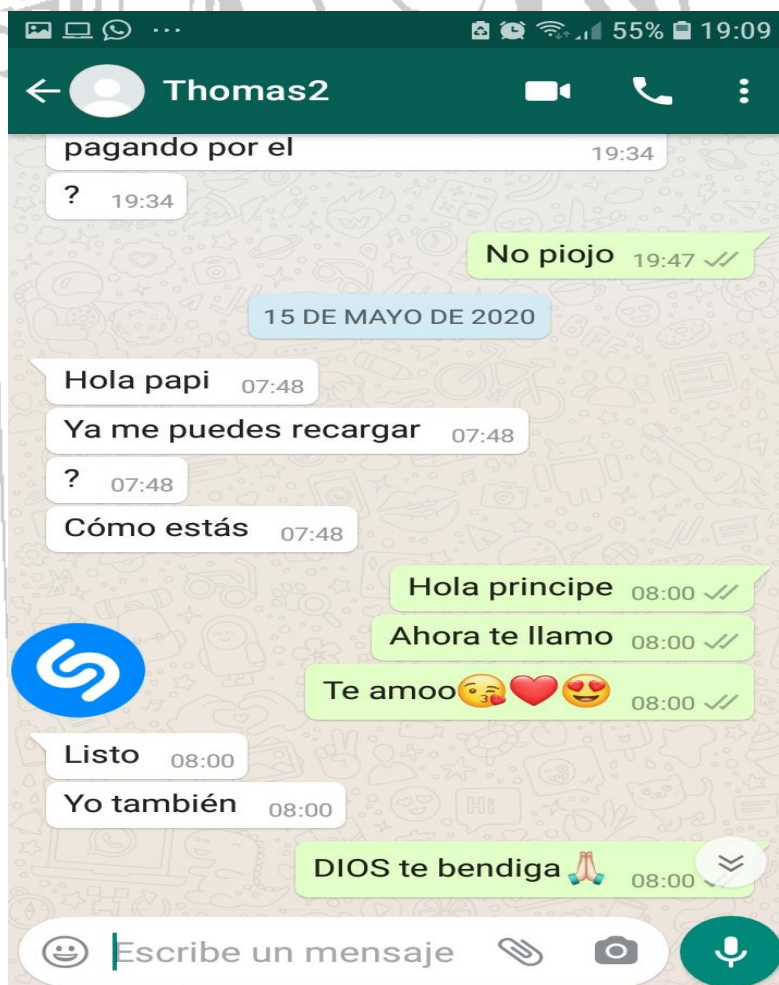 55% 19:09
Thomas2
pagando por el 19:34
? 19:34
No piojo 19:47
15 DE MAYO DE 2020
Hola papi 07:48
Ya me puedes recargar 07:48
? 07:48
Cómo estás 07:48
Hola principe 08:00
Ahora te llamo 08:00
Te amoo😘❤️😍 08:00
Listo 08:00
Yo también 08:00
DIOS te bendiga🙏🏻 08:00
Escribe un mensaje